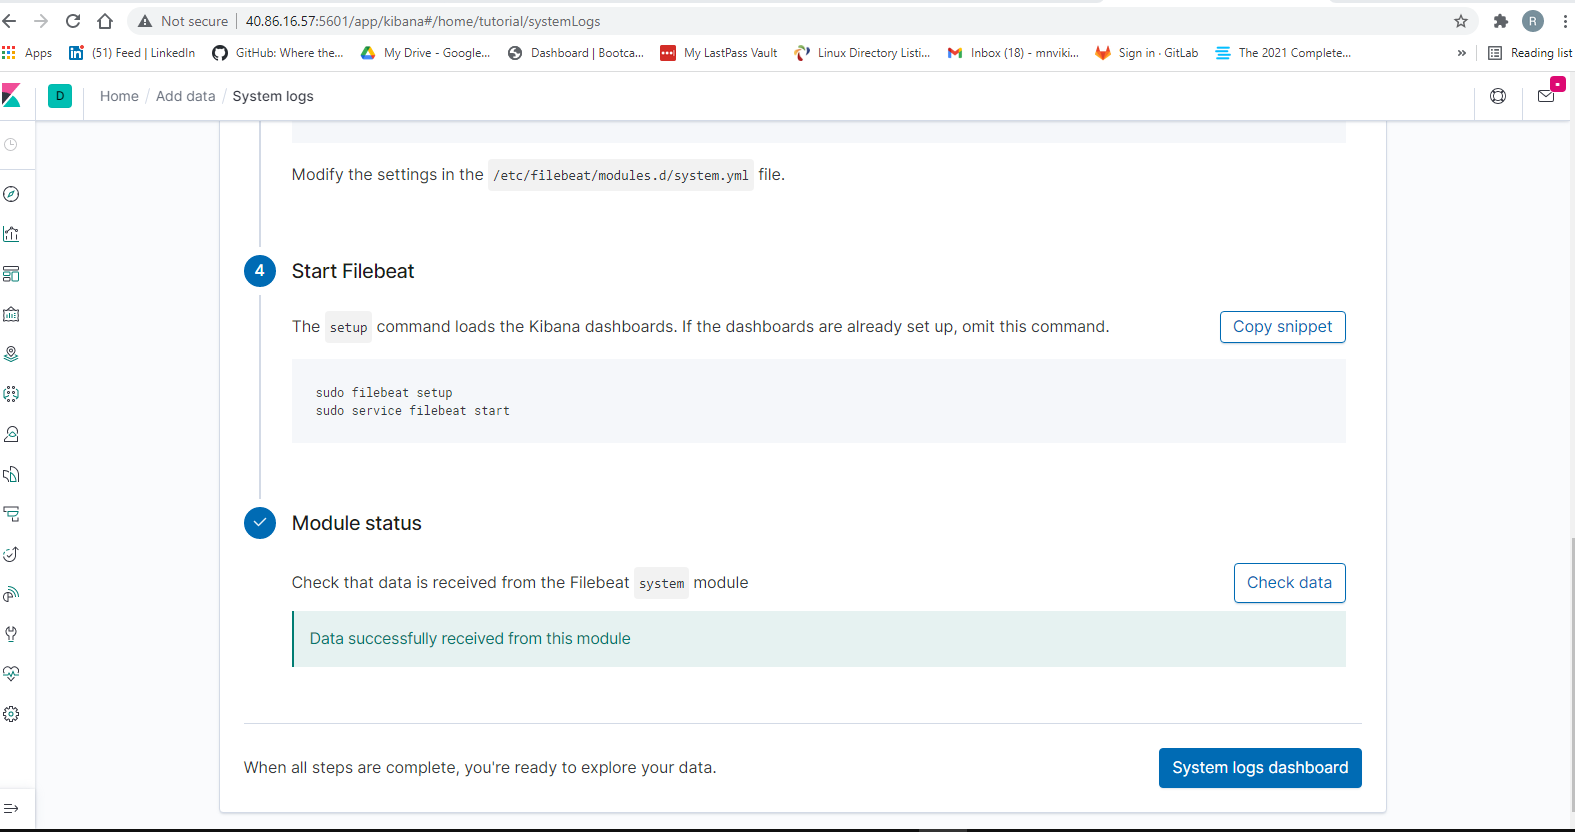 Not secure | 40.86.16.57:5601/app/kibana#/home/tutorial/systemLogs
R
Apps (51) Feed | LinkedIn GitHub: Where the... My Drive - Google... Dashboard | Bootca... My LastPass Vault Linux Directory Listi... Inbox (18) - mnviki... Sign in · GitLab The 2021 Complete... » Reading list
D Home / Add data / System logs
Modify the settings in the /etc/filebeat/modules.d/system.yml file.
4 Start Filebeat
The setup command loads the Kibana dashboards. If the dashboards are already set up, omit this command. Copy snippet
sudo filebeat setup
sudo service filebeat start
Module status
Check that data is received from the Filebeat system module Check data
Data successfully received from this module
When all steps are complete, you're ready to explore your data. System logs dashboard